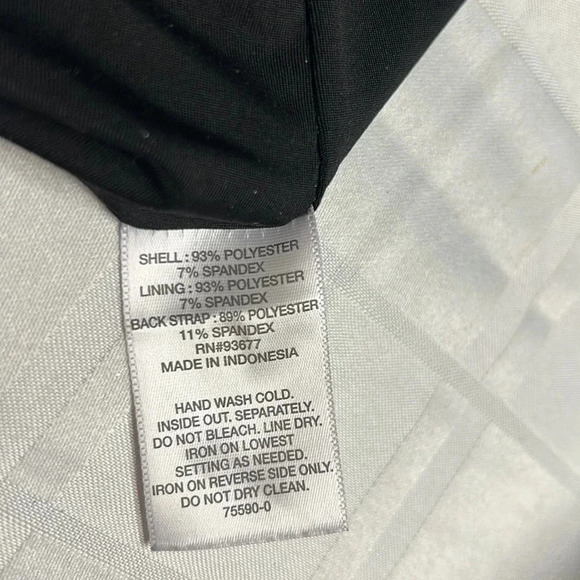 SHELL : 93% POLYESTER
7% SPANDEX
LINING : 93% POLYESTER
7% SPANDEX
BACK STRAP : 89% POLYESTER
11% SPANDEX
RN#93677
MADE IN INDONESIA
HAND WASH COLD.
INSIDE OUT. SEPARATELY.
DO NOT BLEACH. LINE DRY.
IRON ON LOWEST
SETTING AS NEEDED.
IRON ON REVERSE SIDE ONLY.
DO NOT DRY CLEAN.
75590-0